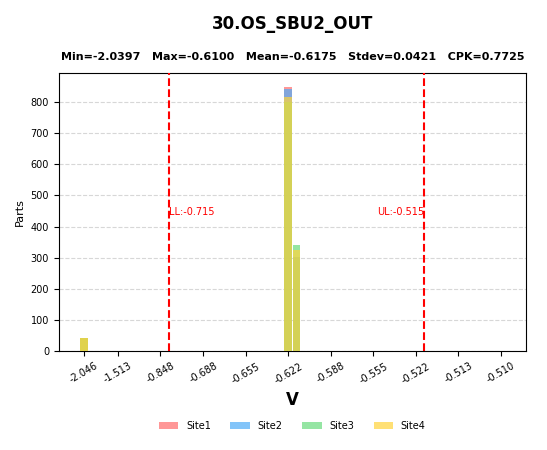 30.OS_SBU2_OUT
Min=-2.0397 Max=-0.6100 Mean=-0.6175 Stdev=0.0421 CPK=0.7725
800
700
600
500
400
300
200
100
0
Parts
LL:-0.715
UL:-0.515
-2.046 -1.513 -0.848 -0.688 -0.655 -0.622 -0.588 -0.555 -0.522 -0.513 -0.510
V
Site1 Site2 Site3 Site4